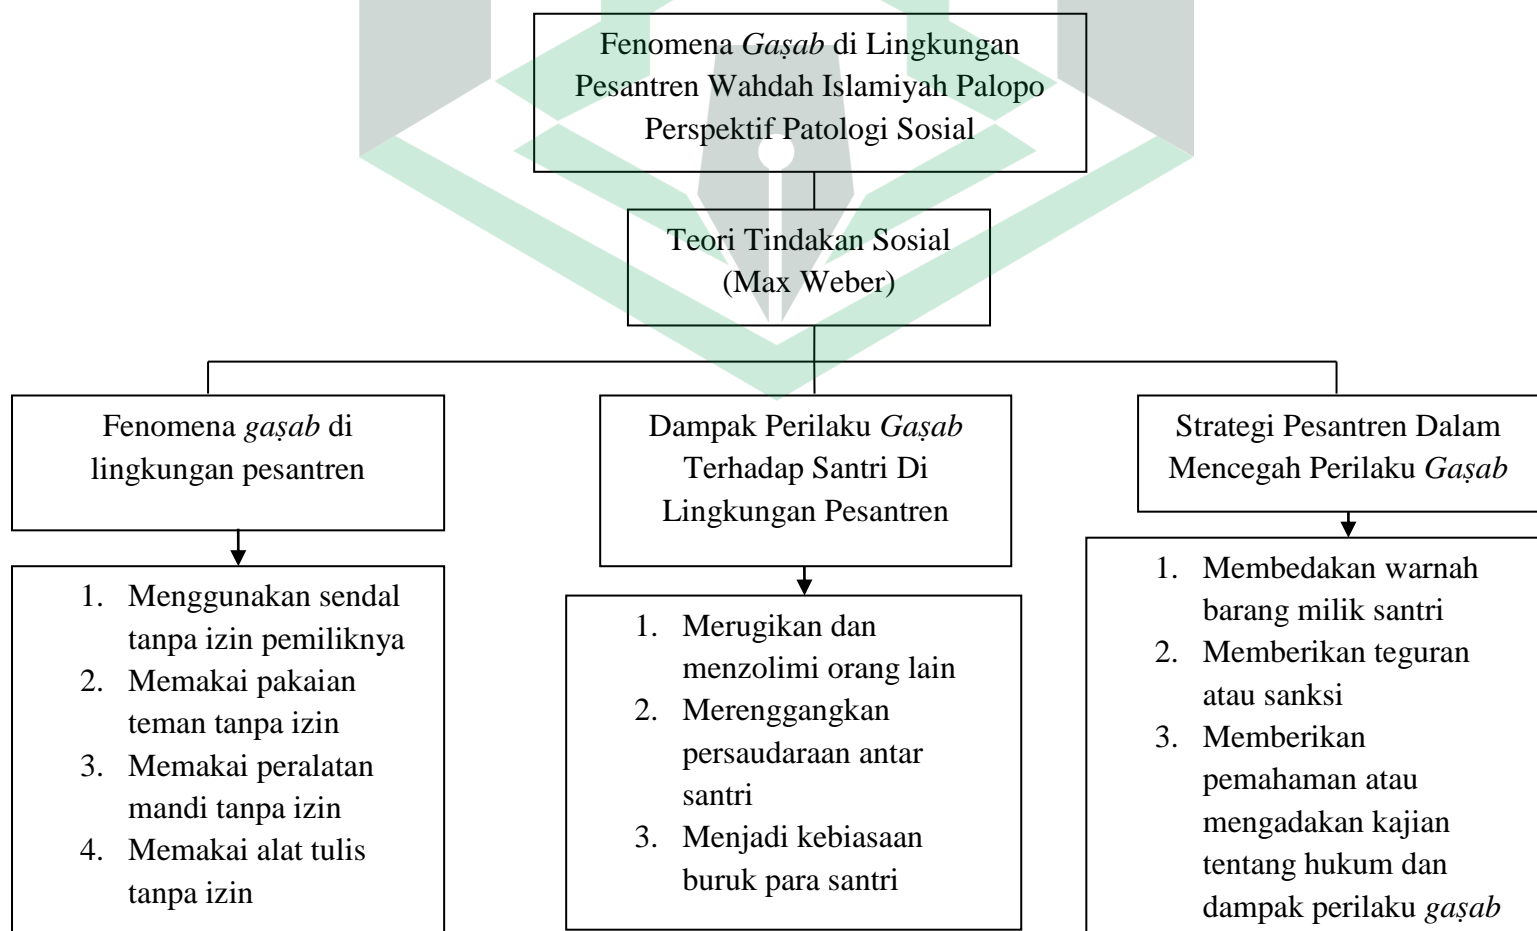 Fenomena Gaṣab di Lingkungan
Pesantren Wahdah Islamiyah Palopo
Perspektif Patologi Sosial
Teori Tindakan Sosial
(Max Weber)
Fenomena gaṣab di
lingkungan pesantren
1. Menggunakan sendal
tanpa izin pemiliknya
2. Memakai pakaian
teman tanpa izin
3. Memakai peralatan
mandi tanpa izin
4. Memakai alat tulis
tanpa izin
Dampak Perilaku Gaṣab
Terhadap Santri Di
Lingkungan Pesantren
1. Merugikan dan
menzolimi orang lain
2. Merenggangkan
persaudaraan antar
santri
3. Menjadi kebiasaan
buruk para santri
Strategi Pesantren Dalam
Mencegah Perilaku Gaṣab
1. Membedakan warnah
barang milik santri
2. Memberikan teguran
atau sanksi
3. Memberikan
pemahaman atau
mengadakan kajian
tentang hukum dan
dampak perilaku gaṣab